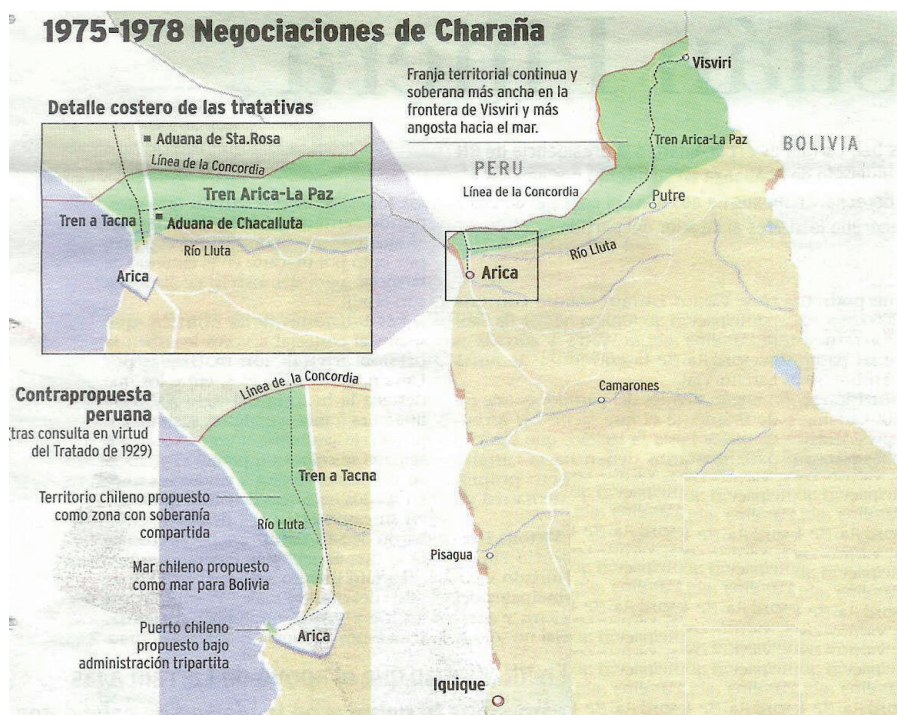 1975-1978 Negociaciones de Charaña
Detalle costero de las tratativas
Aduana de Sta.Rosa
Línea de la Concordia
Tren Arica-La Paz
Tren a Tacna
Aduana de Chacalluta
Río Lluta
Arica
Franja territorial continua y
soberana más ancha en la
frontera de Visviri y más
angosta hacia el mar.
Visviri
Tren Arica-La Paz
BOLIVIA
PERU
Línea de la Concordia
Putre
Río Lluta
Arica
Camarones
Pisagua
Iquique
Contrapropuesta
peruana
(tras consulta en virtud
del Tratado de 1929)
Línea de la Concordia
Tren a Tacna
Territorio chileno propuesto
como zona con soberanía
compartida
Río Lluta
Mar chileno propuesto
como mar para Bolivia
Puerto chileno
propuesto bajo
administración tripartita
Arica